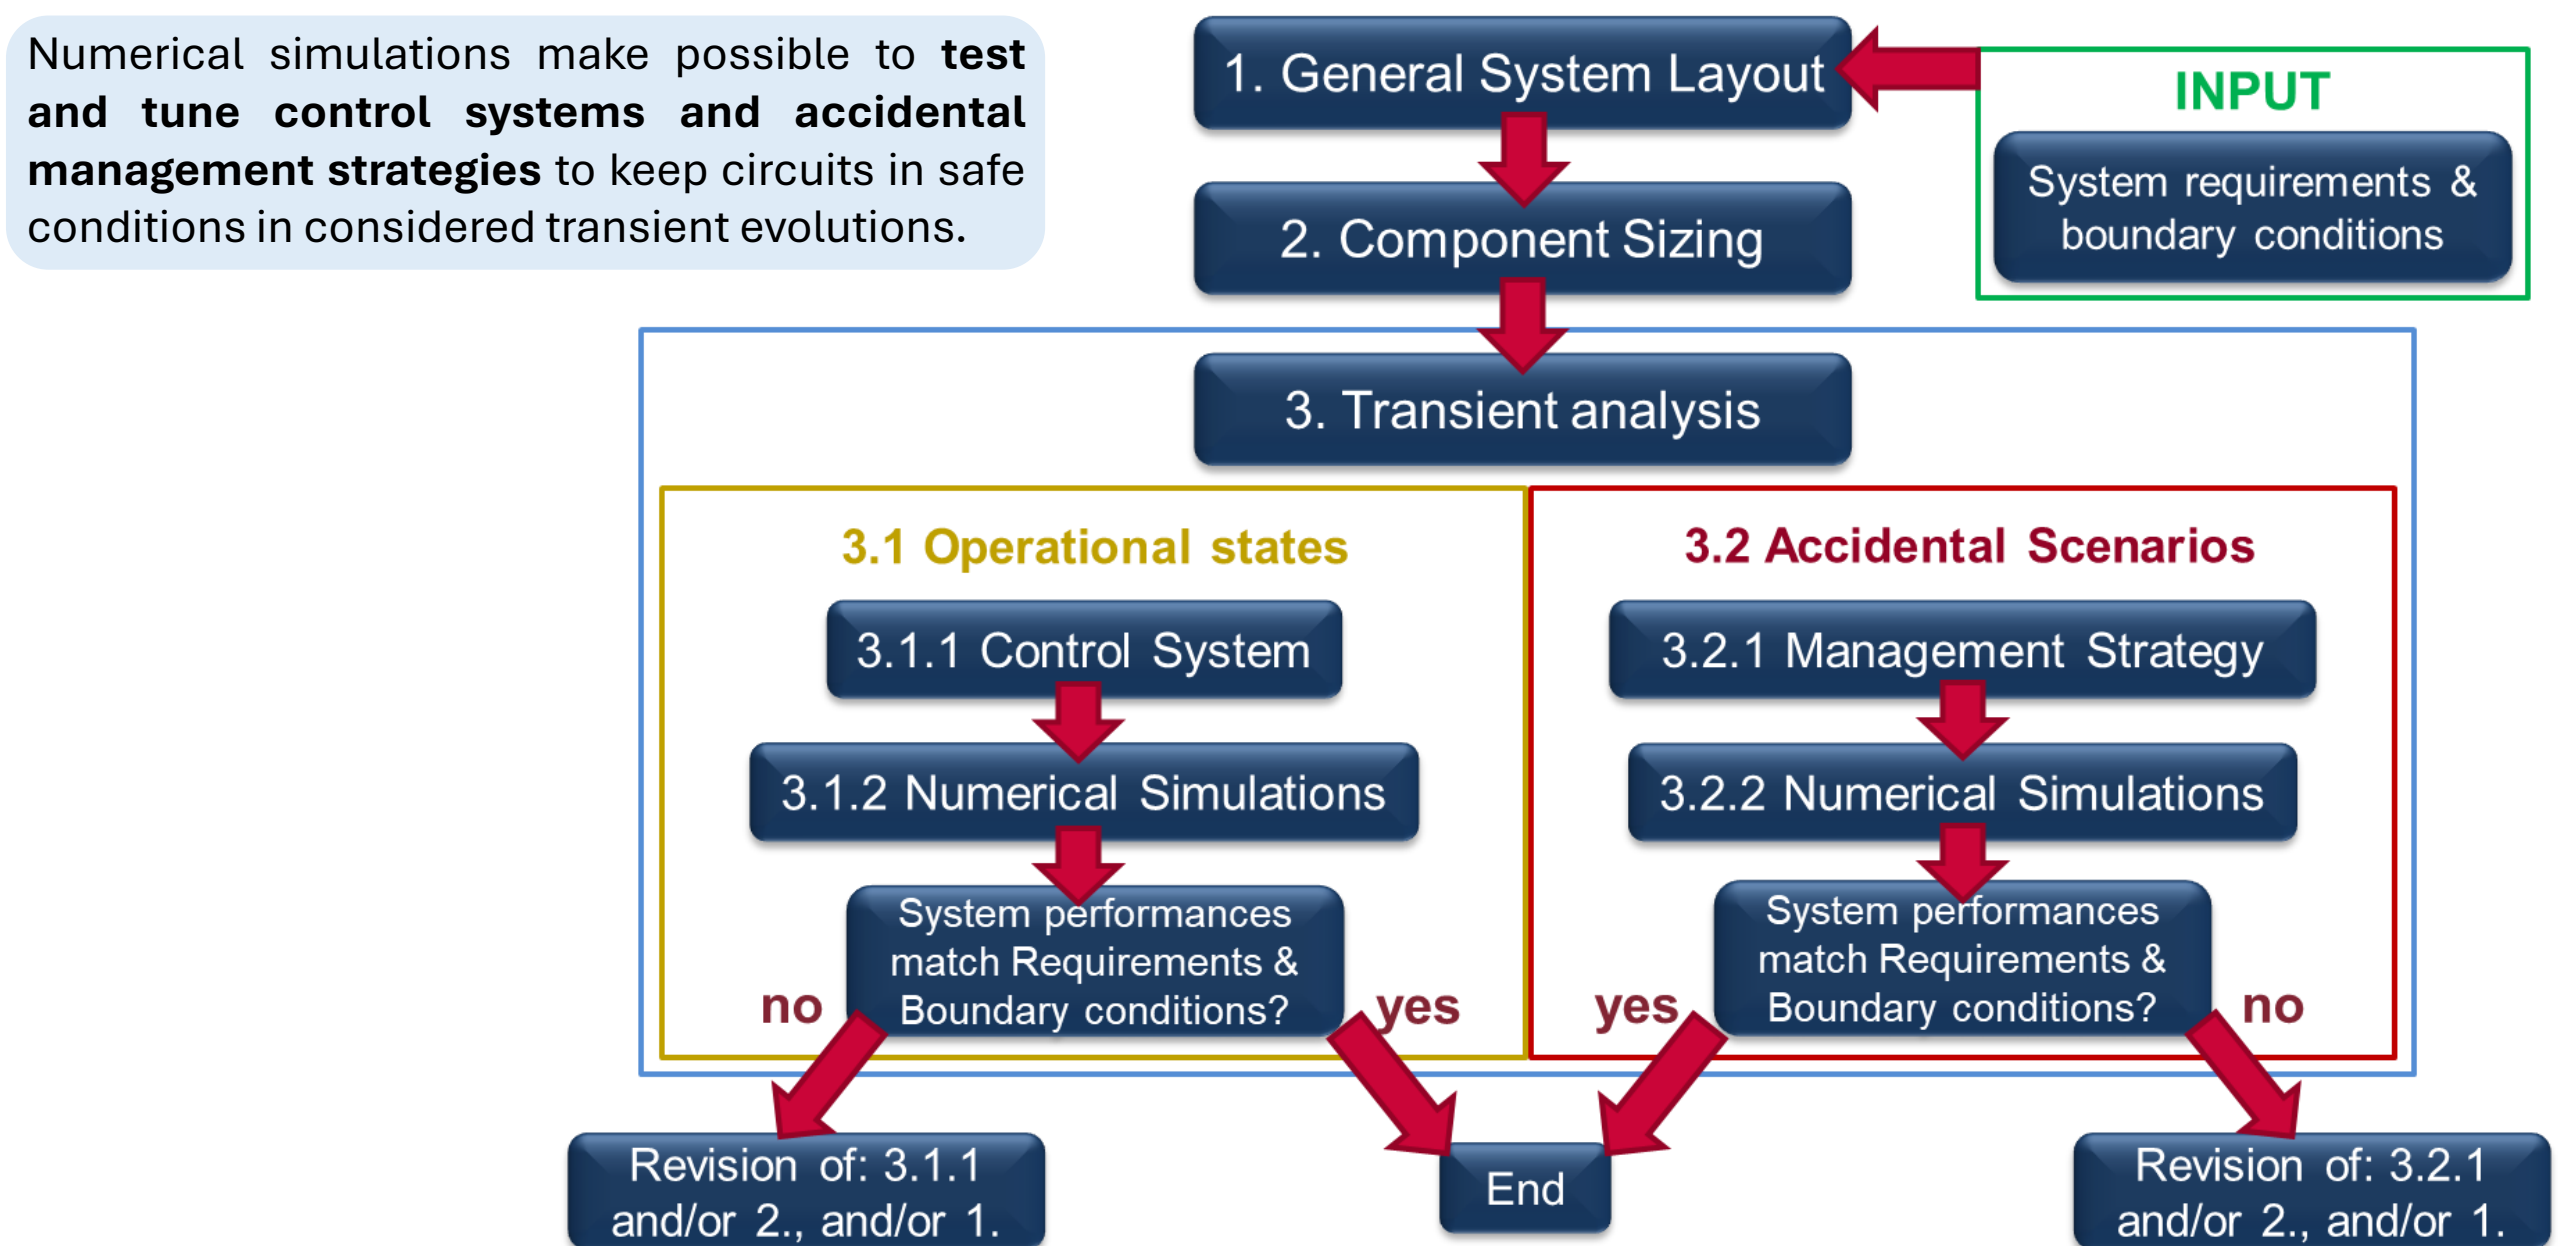 Numerical simulations make possible to test
and tune control systems and accidental
management strategies to keep circuits in safe
conditions in considered transient evolutions.
1. General System Layout
INPUT
System requirements &
boundary conditions
2. Component Sizing
3. Transient analysis
3.1 Operational states
3.1.1 Control System
3.1.2 Numerical Simulations
System performances
match Requirements &
Boundary conditions?
no
yes
3.2 Accidental Scenarios
3.2.1 Management Strategy
3.2.2 Numerical Simulations
System performances
match Requirements &
Boundary conditions?
yes
no
Revision of: 3.1.1
and/or 2., and/or 1.
End
Revision of: 3.2.1
and/or 2., and/or 1.